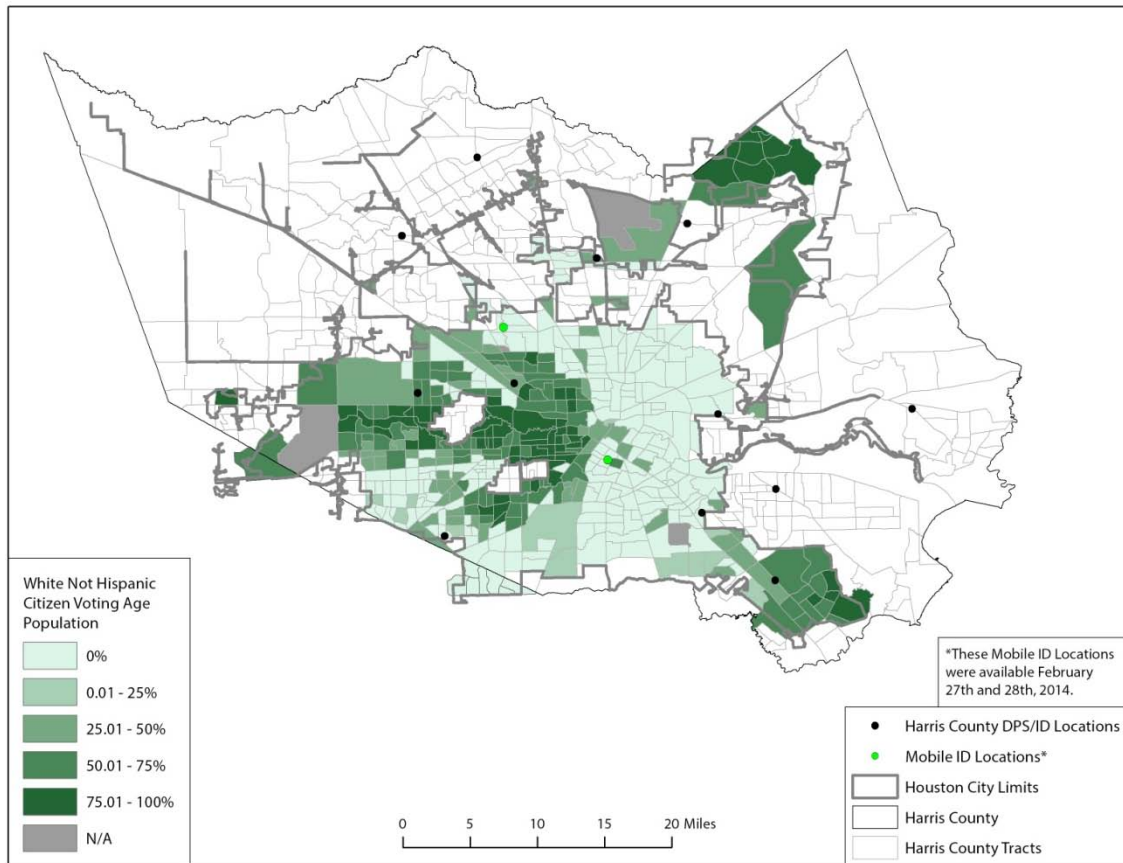 White Not Hispanic
Citizen Voting Age
Population
0%
0.01 - 25%
25.01 - 50%
50.01 - 75%
75.01 - 100%
N/A
0 5 10 15 20 Miles
*These Mobile ID Locations
were available February
27th and 28th, 2014.
Harris County DPS/ID Locations
Mobile ID Locations*
Houston City Limits
Harris County
Harris County Tracts